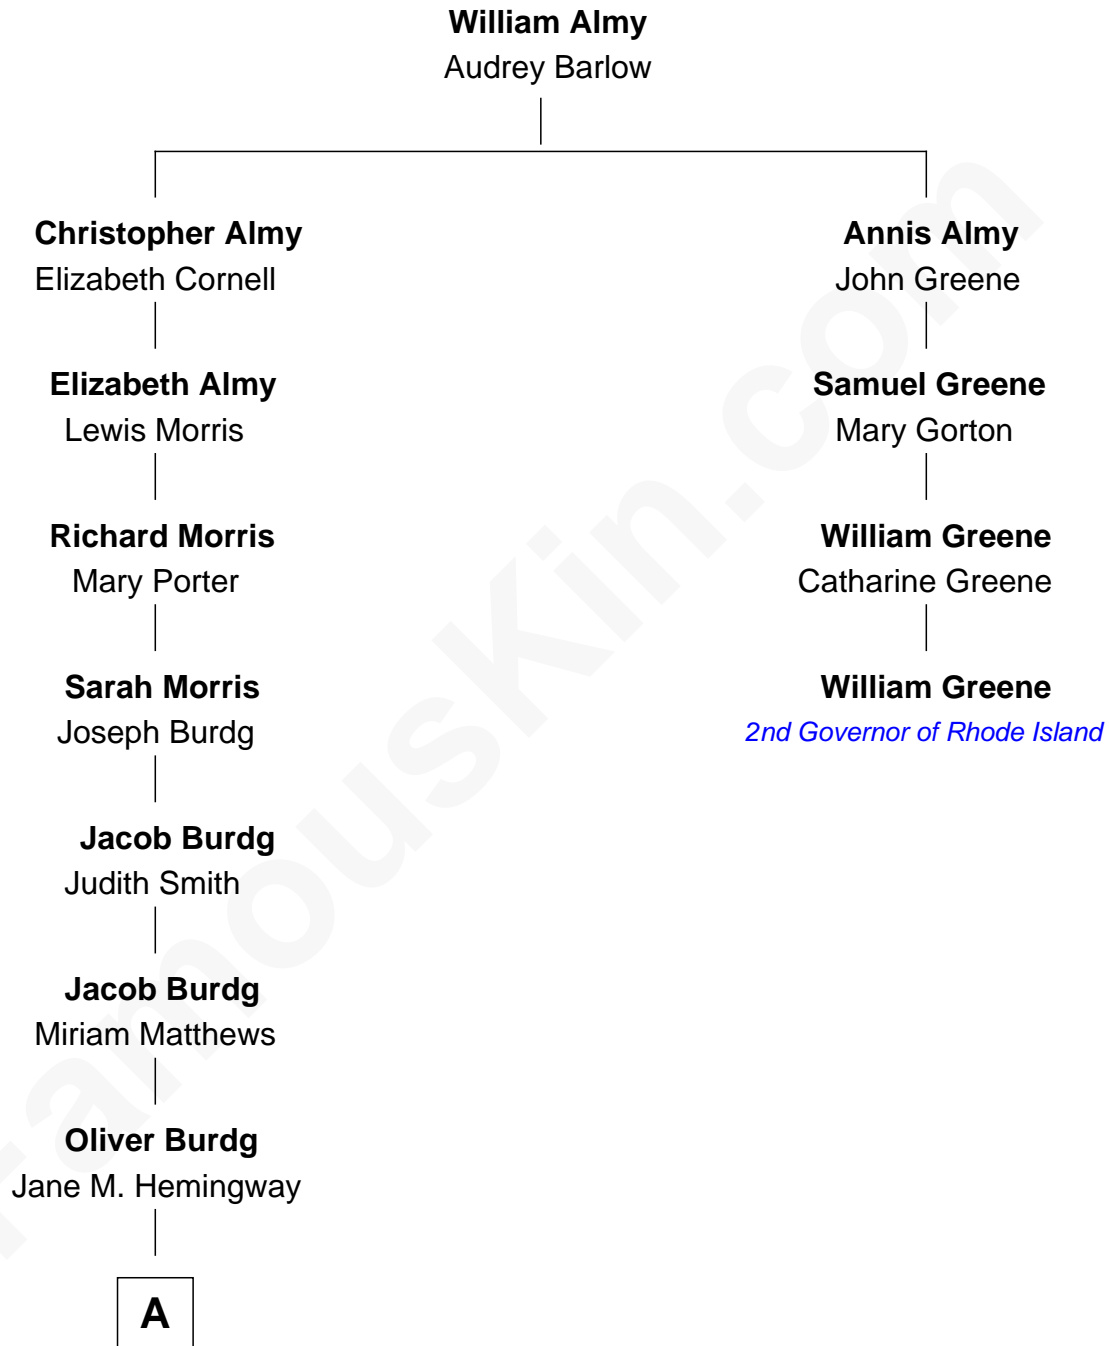 William Almy
Audrey Barlow
Christopher Almy
Elizabeth Cornell
Annis Almy
John Greene
Elizabeth Almy
Lewis Morris
Samuel Greene
Mary Gorton
Richard Morris
Mary Porter
William Greene
Catharine Greene
Sarah Morris
Joseph Burdg
William Greene
2nd Governor of Rhode Island
Jacob Burdg
Judith Smith
Jacob Burdg
Miriam Matthews
Oliver Burdg
Jane M. Hemingway
A
FamousKin.com